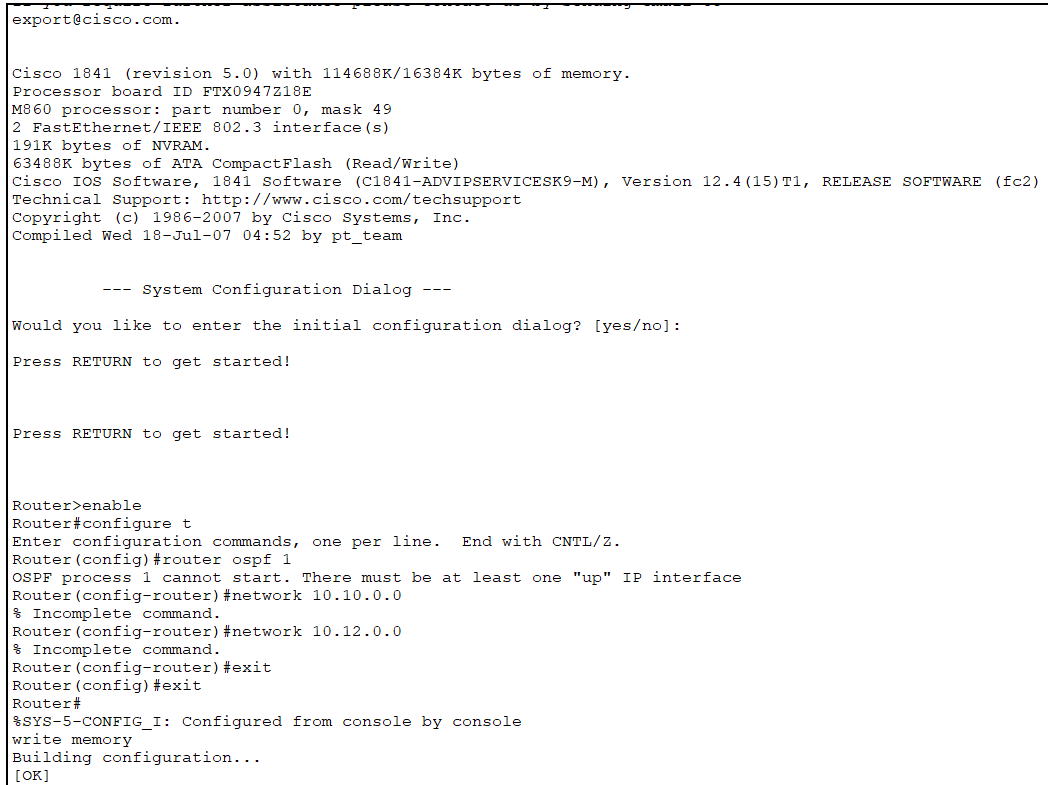 export@cisco.com.
Cisco 1841 (revision 5.0) with 114688K/16384K bytes of memory.
Processor board ID FTX0947Z18E
M860 processor: part number 0, mask 49
2 FastEthernet/IEEE 802.3 interface(s)
191K bytes of NVRAM.
63488K bytes of ATA CompactFlash (Read/Write)
Cisco IOS Software, 1841 Software (C1841-ADVIPSERVICESK9-M), Version 12.4(15)T1, RELEASE SOFTWARE (fc2)
Technical Support: http://www.cisco.com/techsupport
Copyright (c) 1986-2007 by Cisco Systems, Inc.
Compiled Wed 18-Jul-07 04:52 by pt_team
--- System Configuration Dialog ---
Would you like to enter the initial configuration dialog? [yes/no]:
Press RETURN to get started!
Press RETURN to get started!
Router>enable
Router#configure t
Enter configuration commands, one per line.  End with CNTL/Z.
Router(config)#router ospf 1
OSPF process 1 cannot start. There must be at least one "up" IP interface
Router(config-router)#network 10.10.0.0
% Incomplete command.
Router(config-router)#network 10.12.0.0
% Incomplete command.
Router(config-router)#exit
Router(config)#exit
Router#
%SYS-5-CONFIG_I: Configured from console by console
write memory
Building configuration...
[OK]